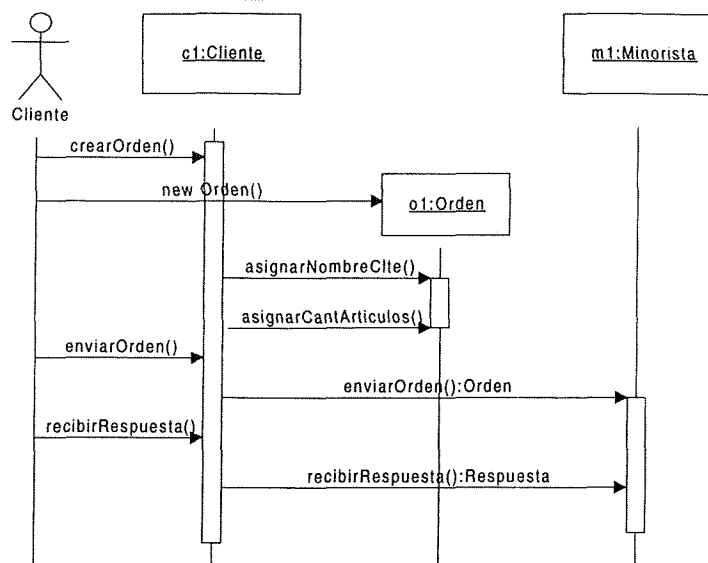 c1:Cliente
m1:Minorista
Cliente
crearOrden()
new Orden()
o1:Orden
asignarNombreClte()
asignarCantArticulos()
enviarOrden()
enviarOrden():Orden
recibirRespuesta()
recibirRespuesta():Respuesta